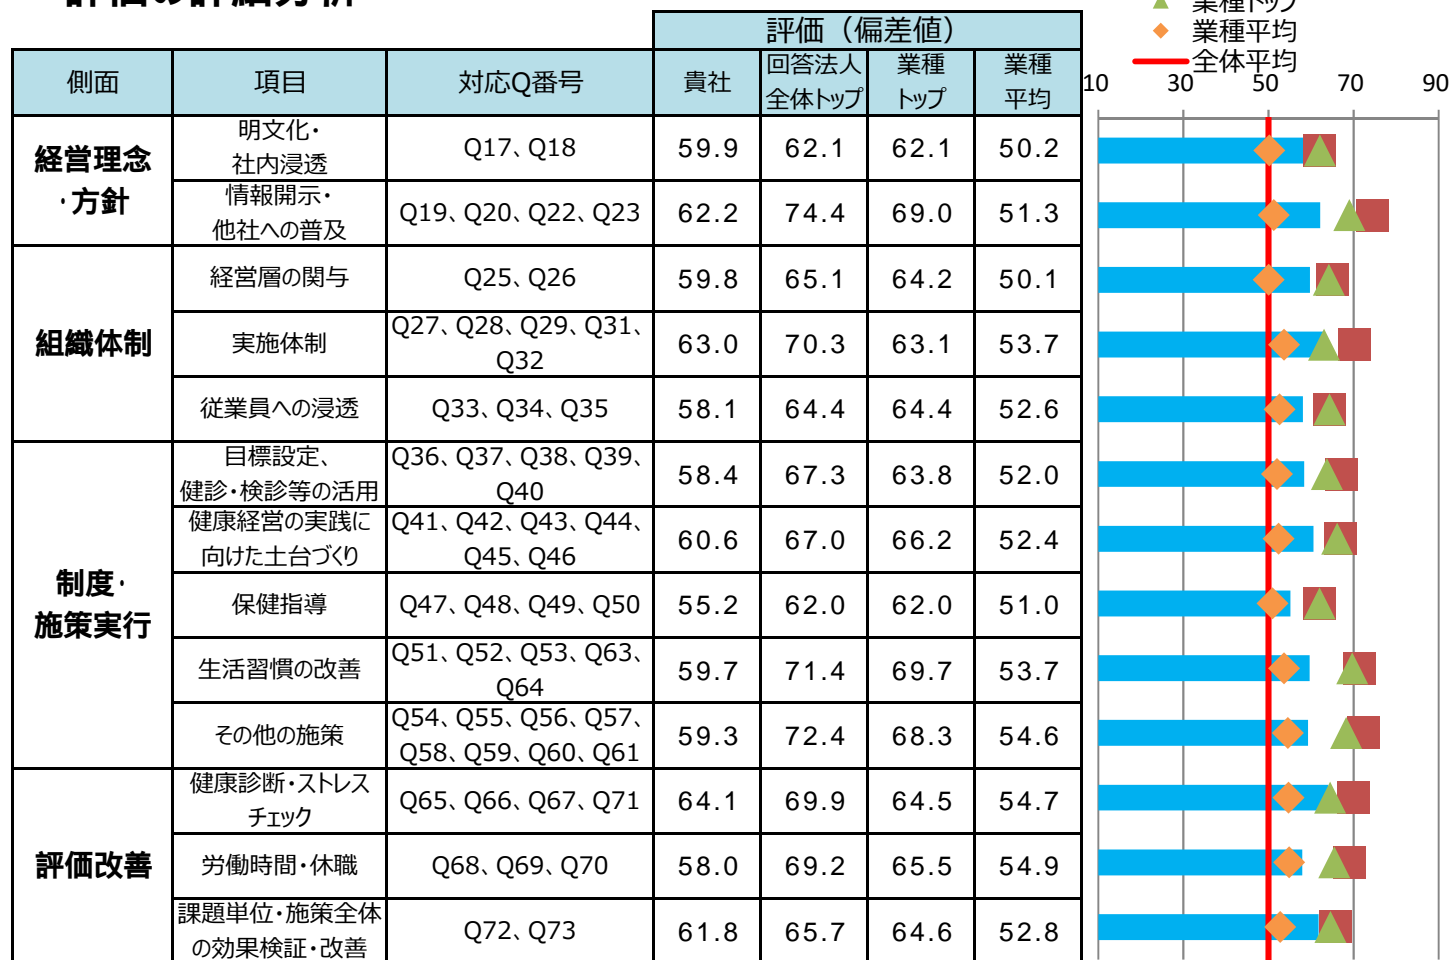 評価の詳細分析
業種トップ
業種平均
全体平均
評価（偏差値）
側面 項目 対応Q番号 貴社 回答法人全体トップ 業種トップ 業種平均
10 30 50 70 90
経営理念・方針
明文化・社内浸透 Q17、Q18 59.9 62.1 62.1 50.2
情報開示・他社への普及 Q19、Q20、Q22、Q23 62.2 74.4 69.0 51.3
組織体制
経営層の関与 Q25、Q26 59.8 65.1 64.2 50.1
実施体制 Q27、Q28、Q29、Q31、Q32 63.0 70.3 63.1 53.7
従業員への浸透 Q33、Q34、Q35 58.1 64.4 64.4 52.6
制度・施策実行
目標設定、健診・検診等の活用 Q36、Q37、Q38、Q39、Q40 58.4 67.3 63.8 52.0
健康経営の実践に向けた土台づくり Q41、Q42、Q43、Q44、Q45、Q46 60.6 67.0 66.2 52.4
保健指導 Q47、Q48、Q49、Q50 55.2 62.0 62.0 51.0
生活習慣の改善 Q51、Q52、Q53、Q63、Q64 59.7 71.4 69.7 53.7
その他の施策 Q54、Q55、Q56、Q57、Q58、Q59、Q60、Q61 59.3 72.4 68.3 54.6
評価改善
健康診断・ストレスチェック Q65、Q66、Q67、Q71 64.1 69.9 64.5 54.7
労働時間・休職 Q68、Q69、Q70 58.0 69.2 65.5 54.9
課題単位・施策全体の効果検証・改善 Q72、Q73 61.8 65.7 64.6 52.8